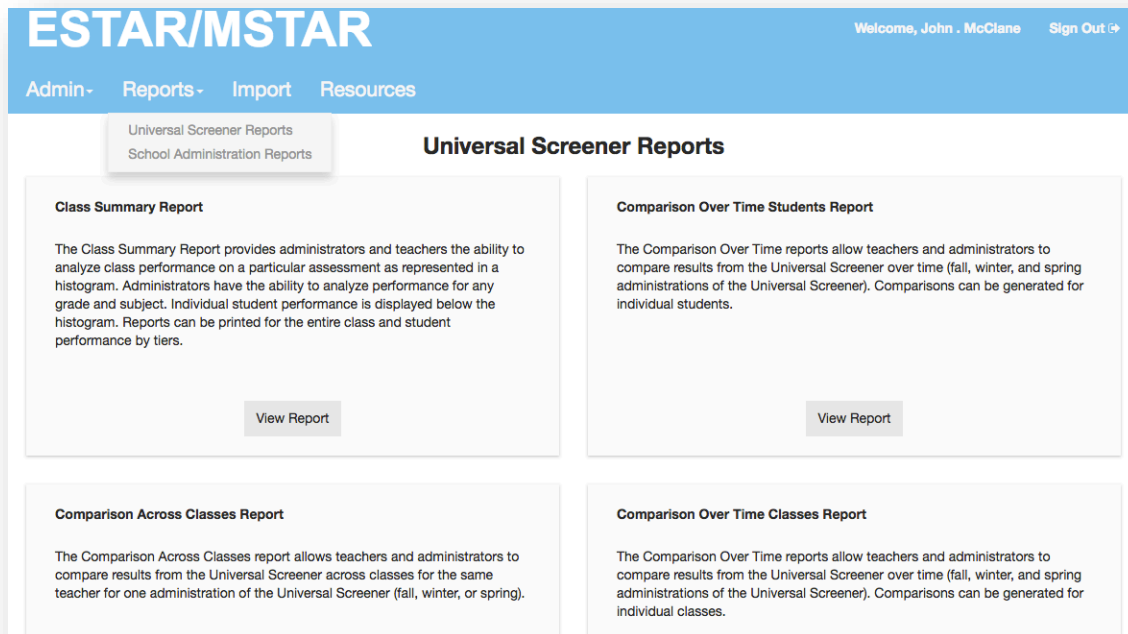 ESTAR/MSTAR
Welcome, John . McClane
Sign Out
Admin
Reports
Import
Resources
Universal Screener Reports
School Administration Reports
Universal Screener Reports
Class Summary Report
The Class Summary Report provides administrators and teachers the ability to
analyze class performance on a particular assessment as represented in a
histogram. Administrators have the ability to analyze performance for any
grade and subject. Individual student performance is displayed below the
histogram. Reports can be printed for the entire class and student
performance by tiers.
View Report
Comparison Over Time Students Report
The Comparison Over Time reports allow teachers and administrators to
compare results from the Universal Screener over time (fall, winter, and spring
administrations of the Universal Screener). Comparisons can be generated for
individual students.
View Report
Comparison Across Classes Report
The Comparison Across Classes report allows teachers and administrators to
compare results from the Universal Screener across classes for the same
teacher for one administration of the Universal Screener (fall, winter, or spring).
Comparison Over Time Classes Report
The Comparison Over Time reports allow teachers and administrators to
compare results from the Universal Screener over time (fall, winter, and spring
administrations of the Universal Screener). Comparisons can be generated for
individual classes.